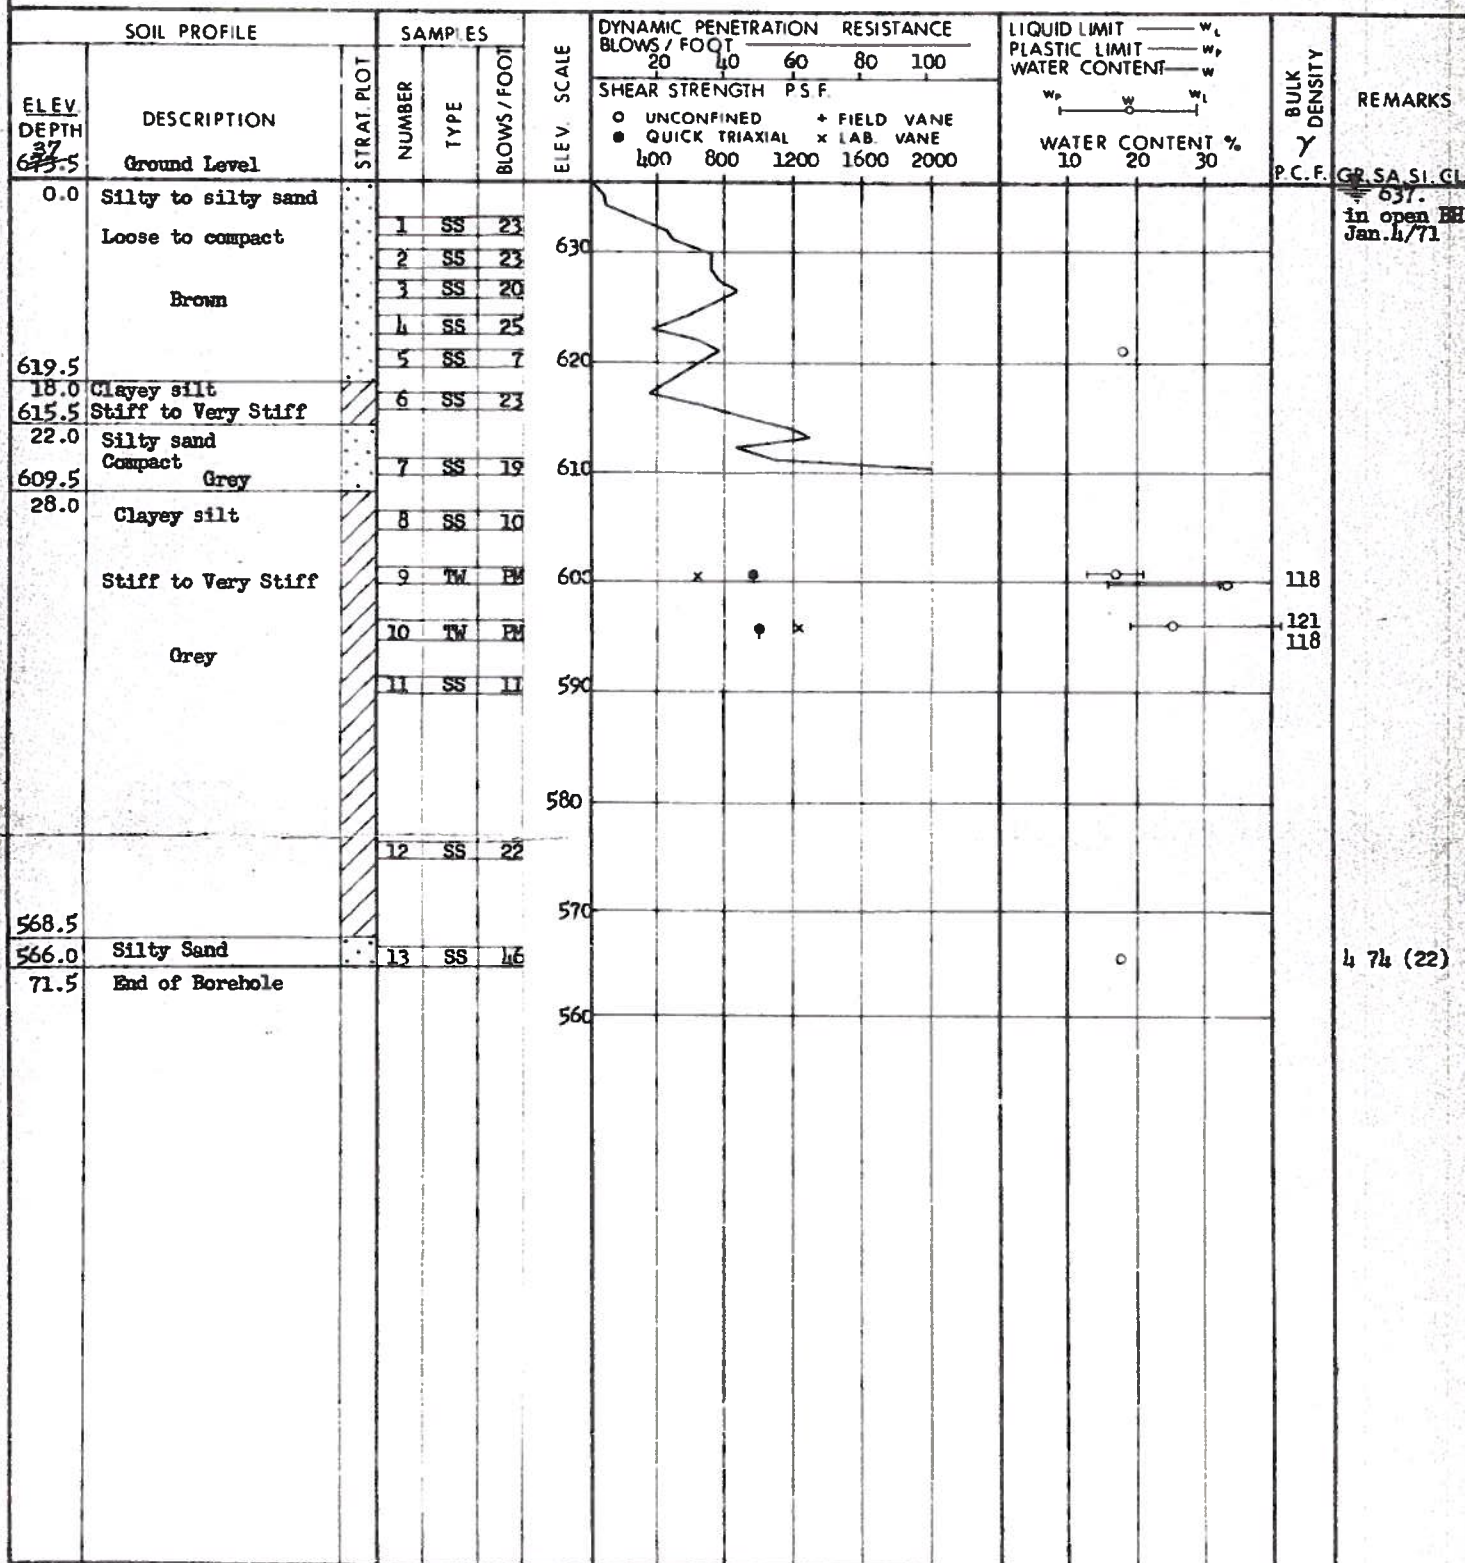 SOIL PROFILE
SAMPLES
ELEV. SCALE
DYNAMIC PENETRATION RESISTANCE
BLOWS / FOOT
20 40 60 80 100
SHEAR STRENGTH P.S.F.
o UNCONFINED + FIELD VANE
● QUICK TRIAXIAL x LAB. VANE
400 800 1200 1600 2000
LIQUID LIMIT —— wL
PLASTIC LIMIT —— wP
WATER CONTENT —— w
wP w wL
WATER CONTENT %
10 20 30
BULK DENSITY
γ
P.C.F.
REMARKS
GR.SA.SI.CL
ELEV.
DEPTH
37
673.5
DESCRIPTION
Ground Level
STRAT. PLOT
NUMBER
TYPE
BLOWS / FOOT
0.0 Silty to silty sand
Loose to compact
Brown
637.
in open BH
Jan.4/71
1 SS 23
2 SS 23
3 SS 20
4 SS 25
5 SS 7
619.5
18.0 Clayey silt
615.5 Stiff to Very Stiff
6 SS 23
22.0 Silty sand
Compact
Grey
7 SS 19
609.5
28.0 Clayey silt
8 SS 10
Stiff to Very Stiff
9 TW PM
118
10 TW PM
121
118
Grey
11 SS 11
12 SS 22
568.5
566.0 Silty Sand
13 SS 46
4 74 (22)
71.5 End of Borehole
630
620
610
600
590
580
570
560